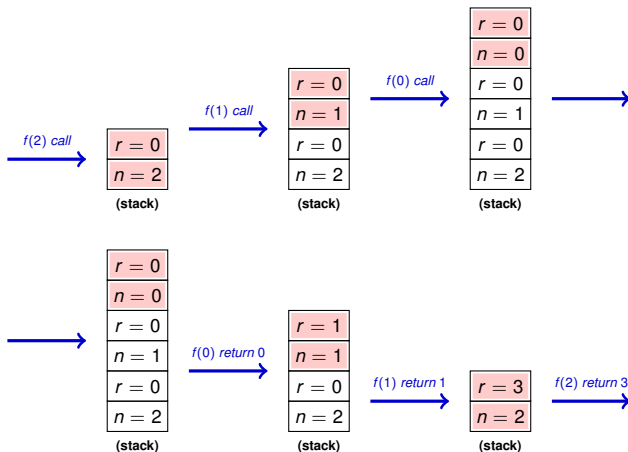 f(2) call
r = 0
n = 2
(stack)
f(1) call
r = 0
n = 1
r = 0
n = 2
(stack)
f(0) call
r = 0
n = 0
r = 0
n = 1
r = 0
n = 2
(stack)
r = 0
n = 0
r = 0
n = 1
r = 0
n = 2
(stack)
f(0) return 0
r = 1
n = 1
r = 0
n = 2
(stack)
f(1) return 1
r = 3
n = 2
(stack)
f(2) return 3